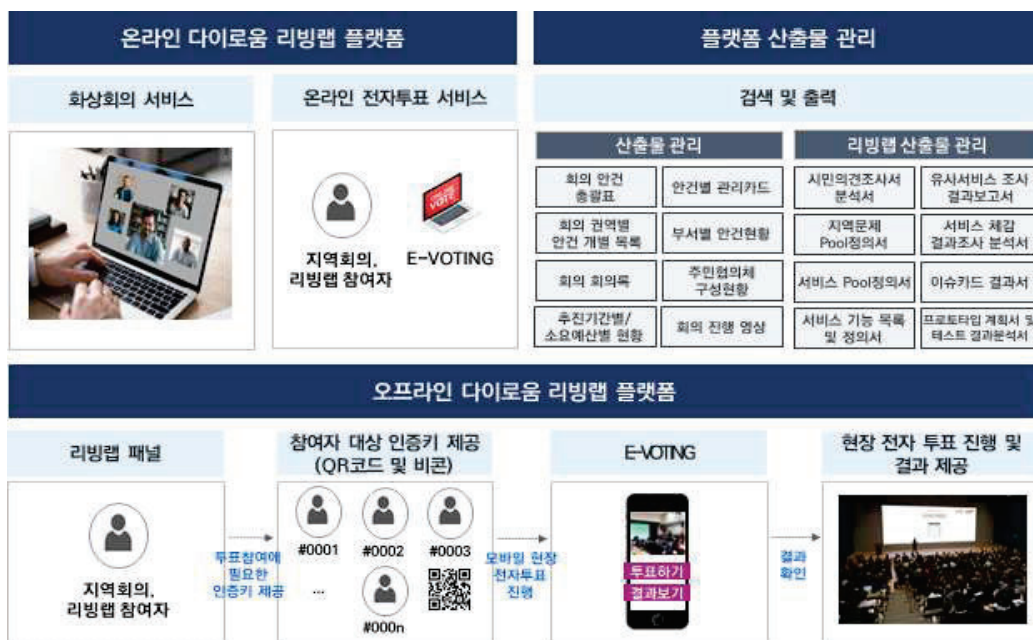 온라인 다이로움 리빙랩 플랫폼
화상회의 서비스
온라인 전자투표 서비스
VOTE
지역회의,
리빙랩 참여자
E-VOTING
플랫폼 산출물 관리
검색 및 출력
산출물 관리
회의 안건
총괄표
안건별 관리카드
회의 권역별
안건 개별 목록
부서별 안건현황
회의 회의록
주민협의체
구성현황
추진기간별/
소요예산별 현황
회의 진행 영상
리빙랩 산출물 관리
시민의견조사서
분석서
유사서비스 조사
결과보고서
지역문제
Pool정의서
서비스 체감
결과조사 분석서
서비스 Pool정의서
이슈카드 결과서
서비스 기능 목록
및 정의서
프로토타입 계획서 및
테스트 결과분석서
오프라인 다이로움 리빙랩 플랫폼
리빙랩 패널
지역회의,
리빙랩 참여자
투표참여에
필요한
인증키 제공
참여자 대상 인증키 제공
(QR코드 및 비콘)
#0001
#0002
#0003
...
#000n
모바일 현장
전자투표
진행
E-VOTING
투표하기
결과보기
결과
확인
현장 전자 투표 진행 및
결과 제공